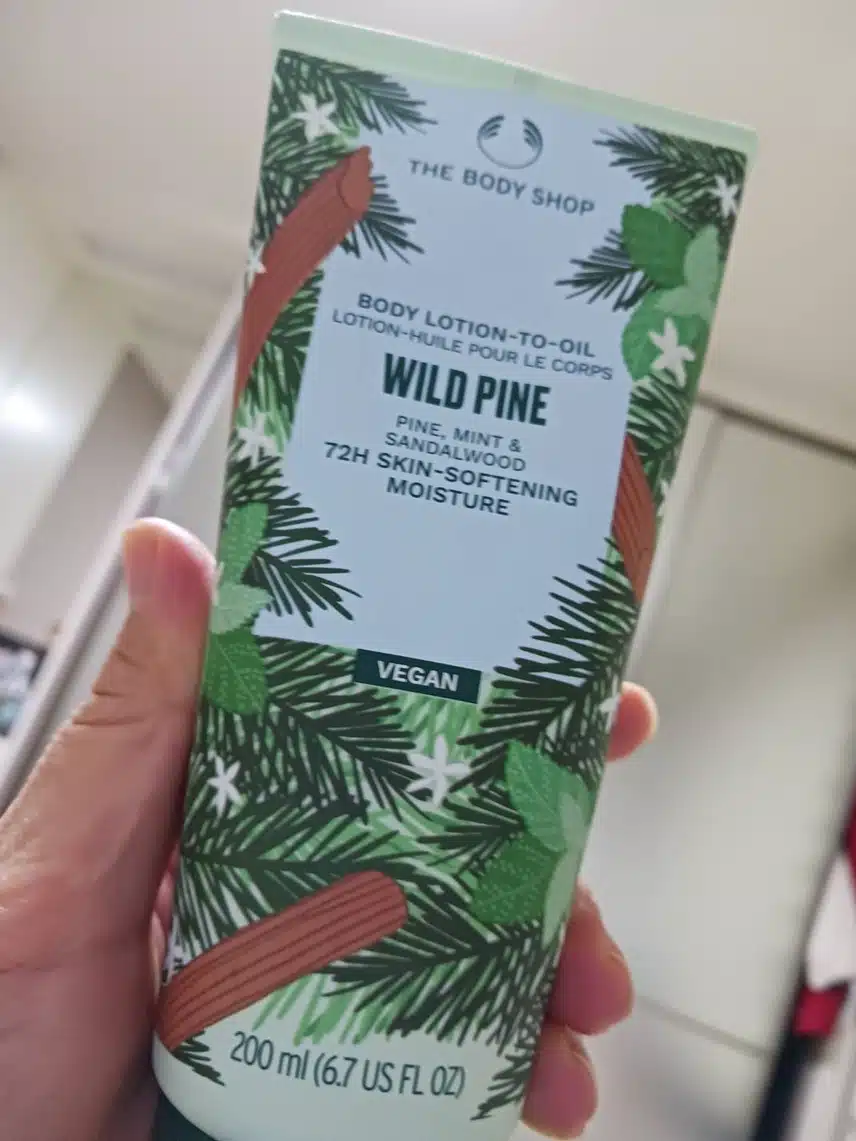 THE BODY SHOP
BODY LOTION-TO-OIL
LOTION-HUILE POUR LE CORPS
WILD PINE
PINE, MINT &
SANDALWOOD
72H SKIN-SOFTENING
MOISTURE
VEGAN
200 ml (6.7 US FL OZ)